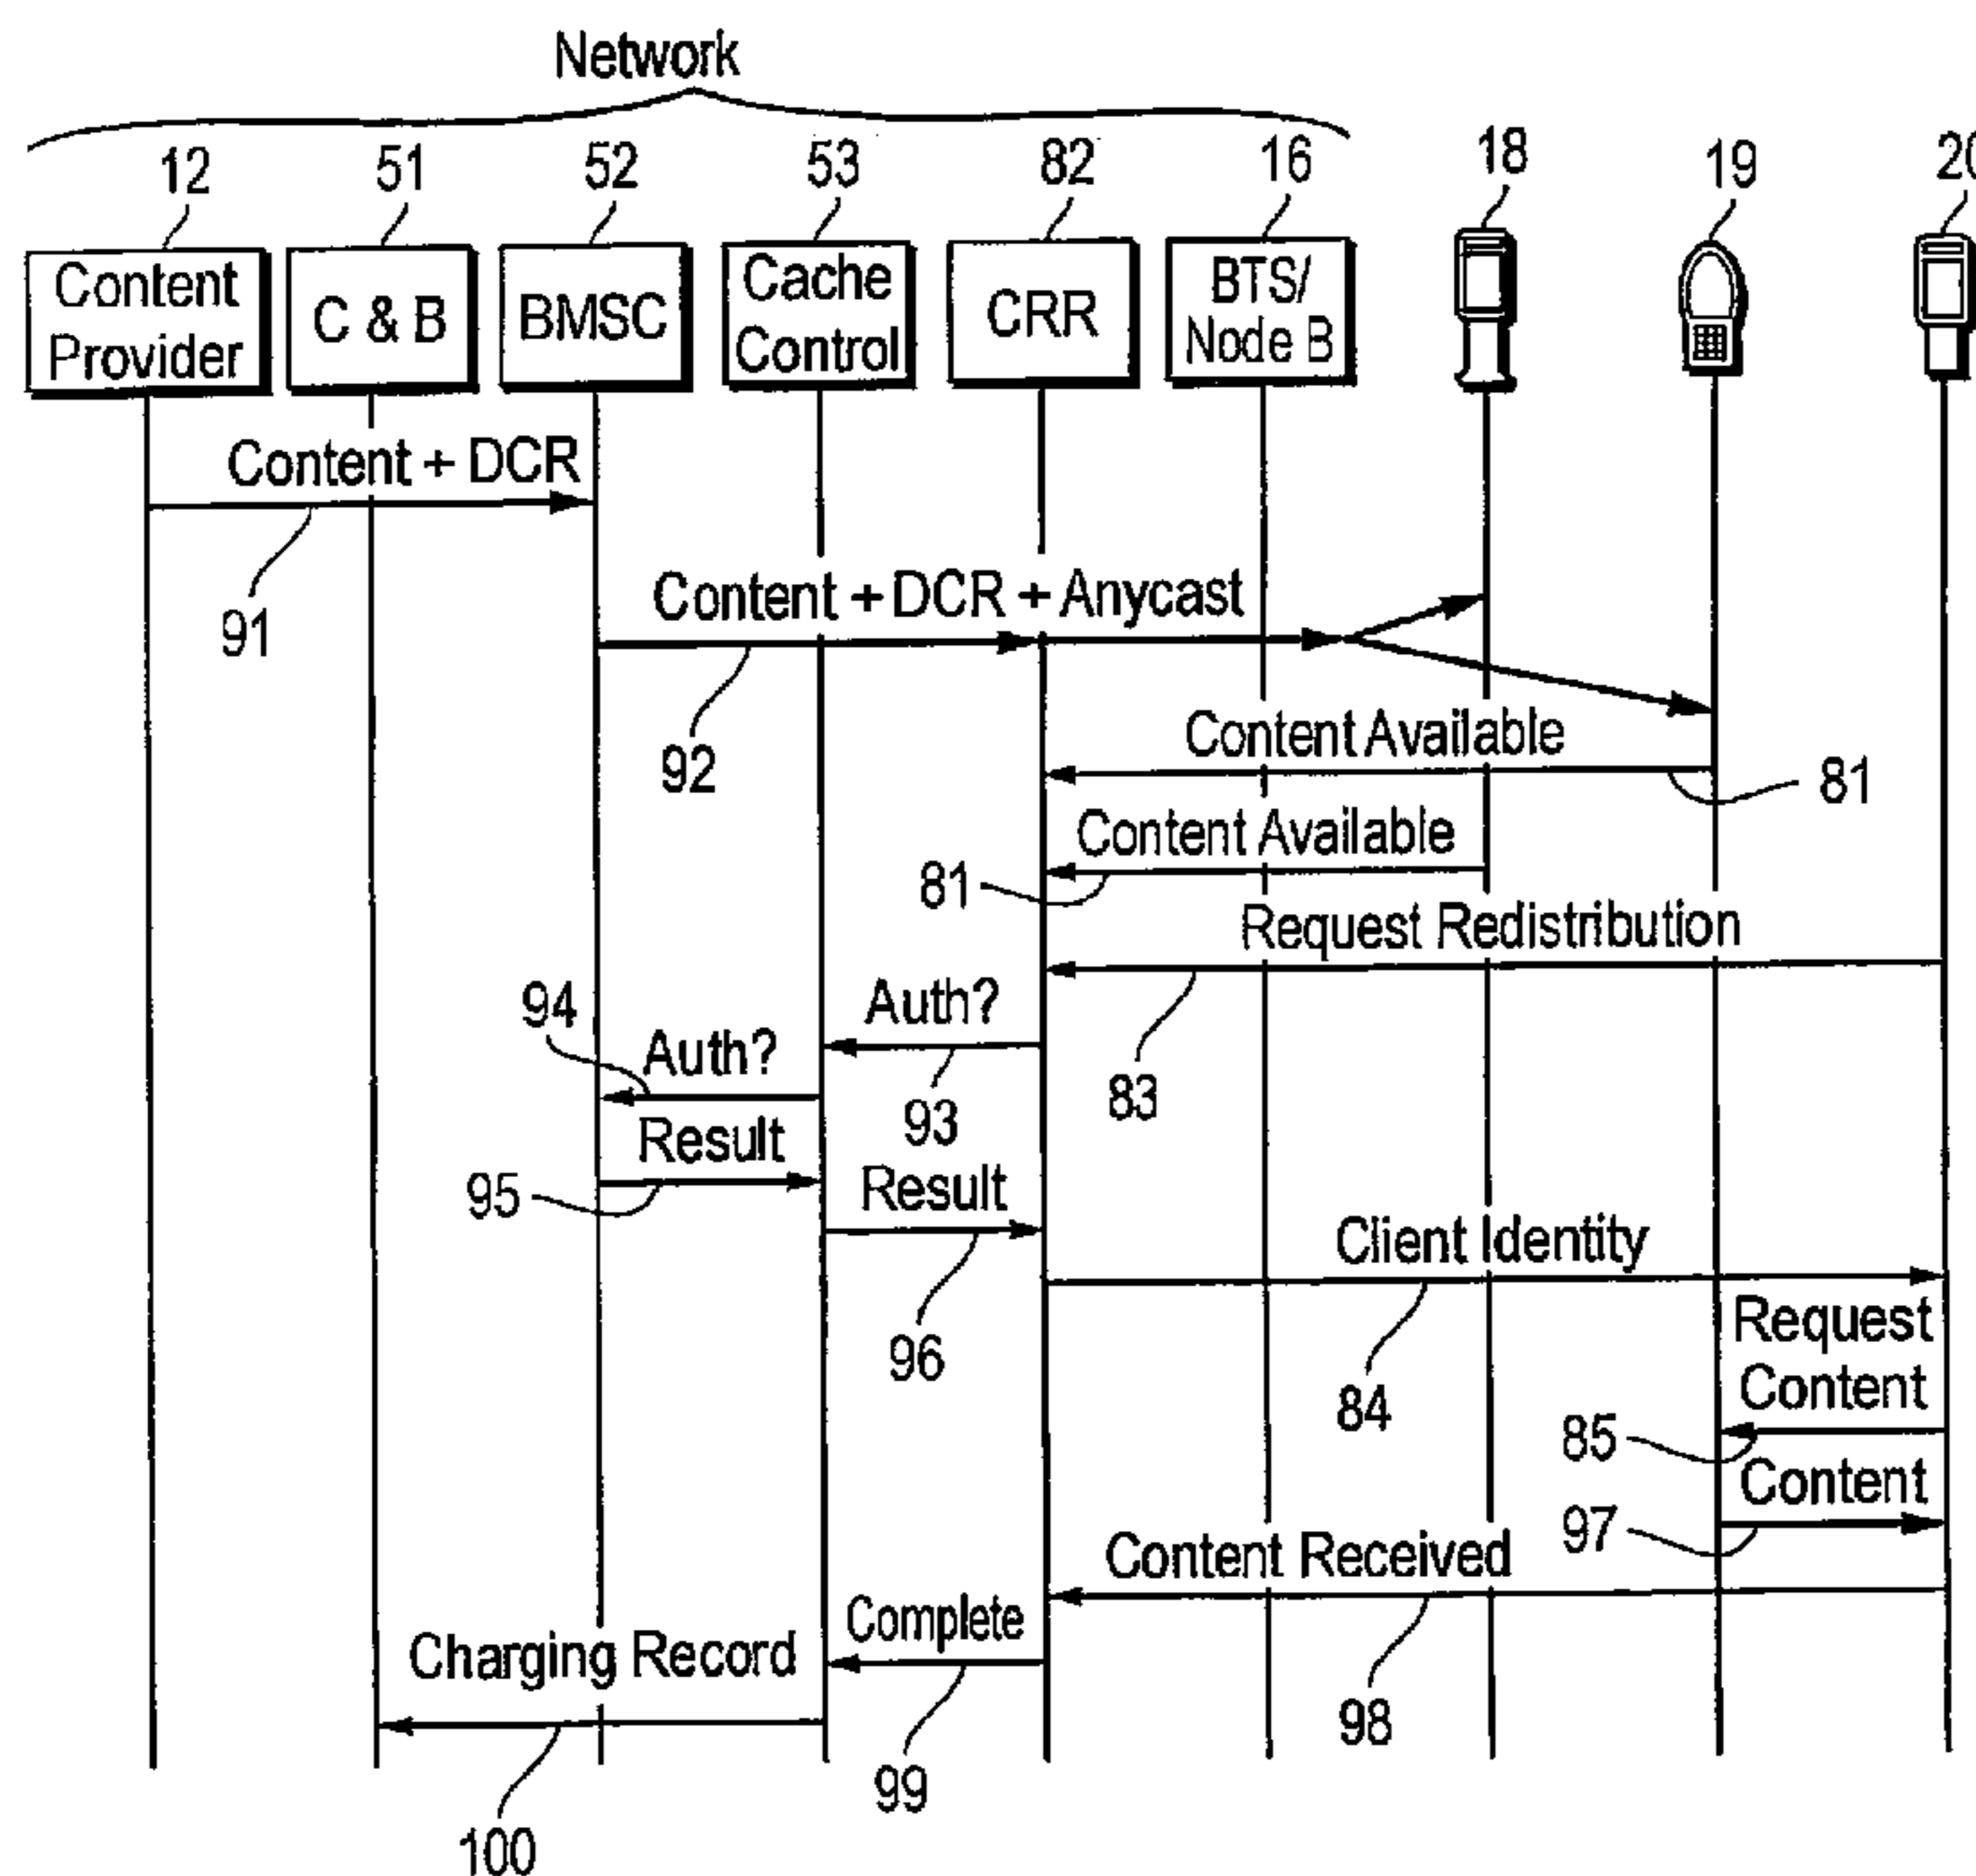 Network
12
51
52
53
82
16
18
19
20
Content
Provider
C & B
BMSC
Cache
Control
CRR
BTS/
Node B
Content + DCR
91
Content + DCR + Anycast
92
Content Available
81
Content Available
81
Request Redistribution
83
Auth?
93
94
Auth?
Result
95
Result
96
Client Identity
84
Request
Content
85
Content
97
Content Received
98
Complete
99
Charging Record
100